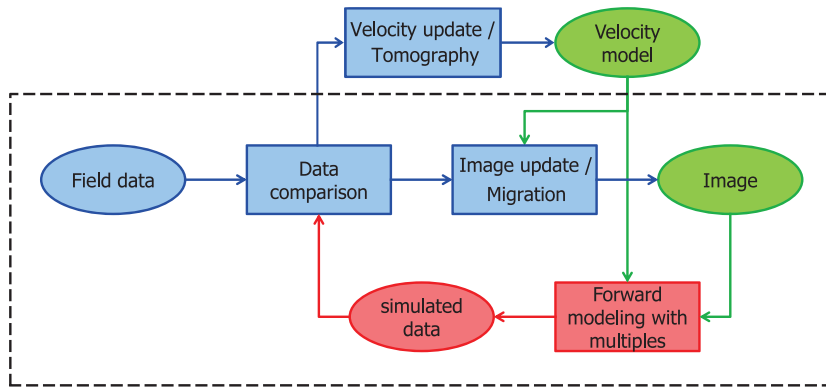 Velocity update /
Tomography
Velocity
model
Field data
Data
comparison
Image update /
Migration
Image
simulated
data
Forward
modeling with
multiples